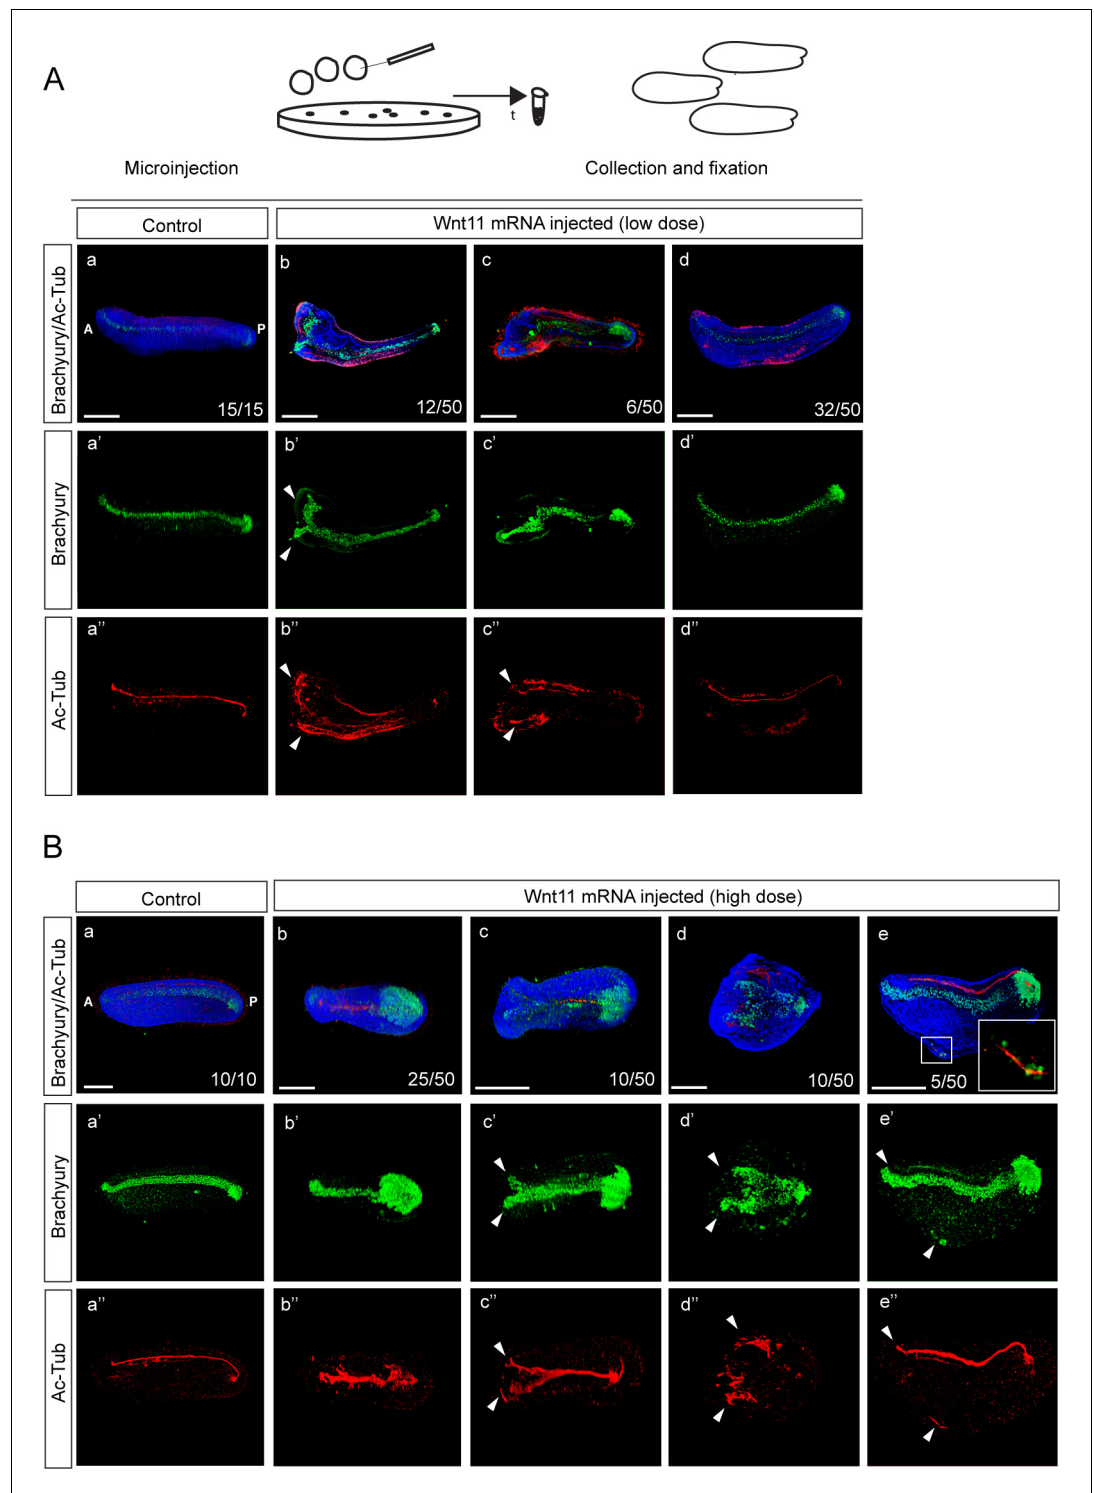 A
t
Microinjection
Collection and fixation
Control
Wnt11 mRNA injected (low dose)
Brachyury/Ac-Tub
a
A
P
15/15
b
12/50
c
6/50
d
32/50
Brachyury
a'
b'
c'
d'
Ac-Tub
a''
b''
c''
d''
B
Control
Wnt11 mRNA injected (high dose)
Brachyury/Ac-Tub
a
A
P
10/10
b
25/50
c
10/50
d
10/50
e
5/50
Brachyury
a'
b'
c'
d'
e'
Ac-Tub
a''
b''
c''
d''
e''